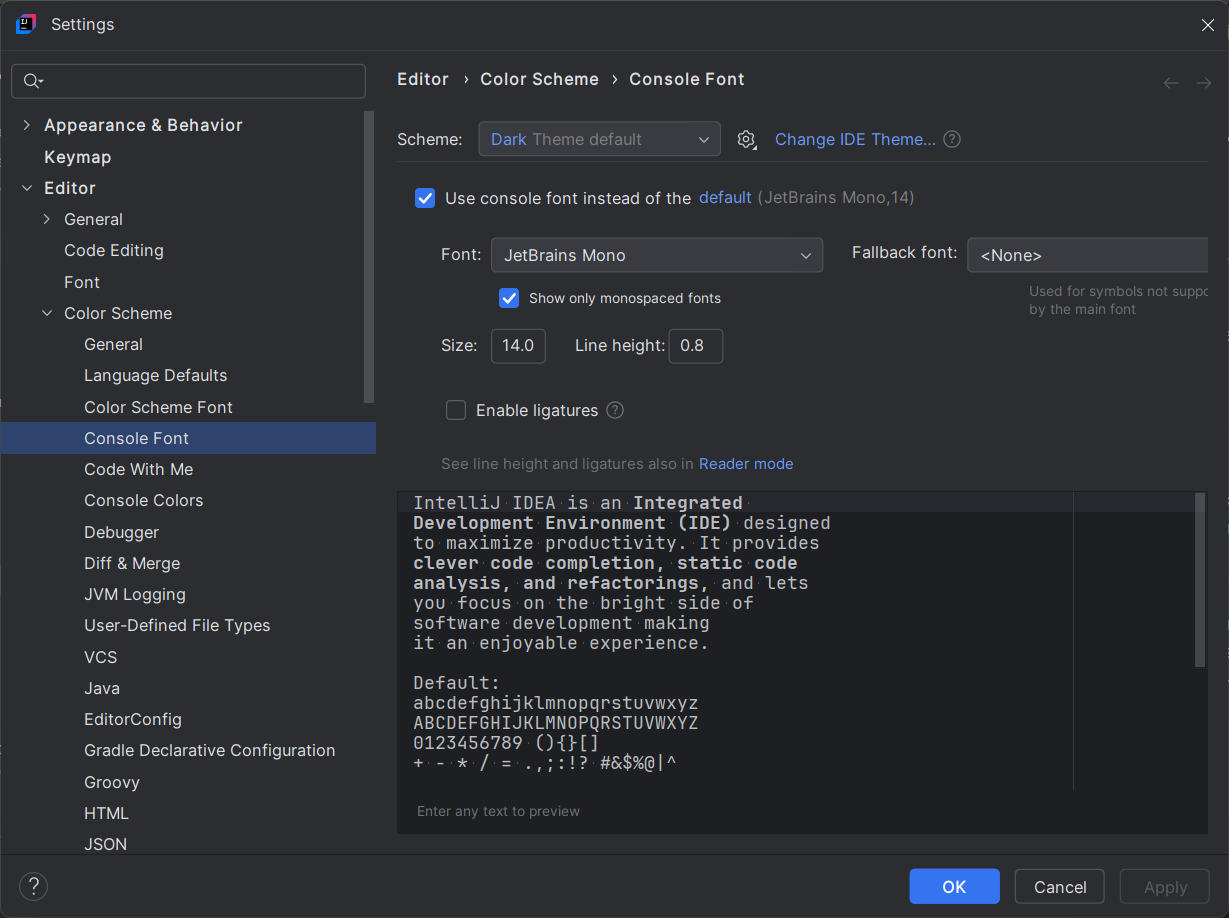 Settings
Appearance & Behavior
Keymap
Editor
General
Code Editing
Font
Color Scheme
General
Language Defaults
Color Scheme Font
Console Font
Code With Me
Console Colors
Debugger
Diff & Merge
JVM Logging
User-Defined File Types
VCS
Java
EditorConfig
Gradle Declarative Configuration
Groovy
HTML
JSON
Editor › Color Scheme › Console Font
Scheme: Dark Theme default Change IDE Theme... ?
Use console font instead of the default (JetBrains Mono,14)
Font: JetBrains Mono Fallback font: <None>
Show only monospaced fonts Used for symbols not suppo
by the main font
Size: 14.0 Line height: 0.8
Enable ligatures ?
See line height and ligatures also in Reader mode
IntelliJ IDEA is an Integrated
Development Environment (IDE) designed
to maximize productivity. It provides
clever code completion, static code
analysis, and refactorings, and lets
you focus on the bright side of
software development making
it an enjoyable experience.
Default:
abcdefghijklmnopqrstuvwxyz
ABCDEFGHIJKLMNOPQRSTUVWXYZ
0123456789 (){}[]
+ - * / = .,;:!? #&$%@|^
Enter any text to preview
? OK Cancel Apply